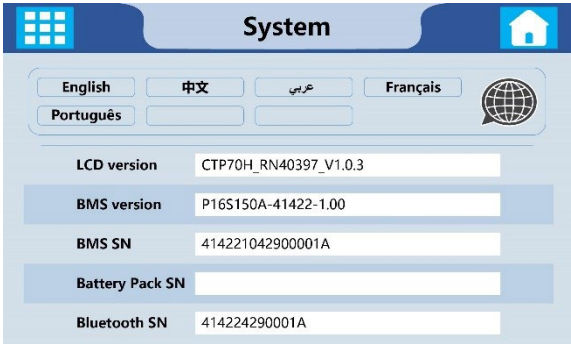 System
English 中文 عربي Français
Português
LCD version CTP70H_RN40397_V1.0.3
BMS version P16S150A-41422-1.00
BMS SN 414221042900001A
Battery Pack SN
Bluetooth SN 414224290001A